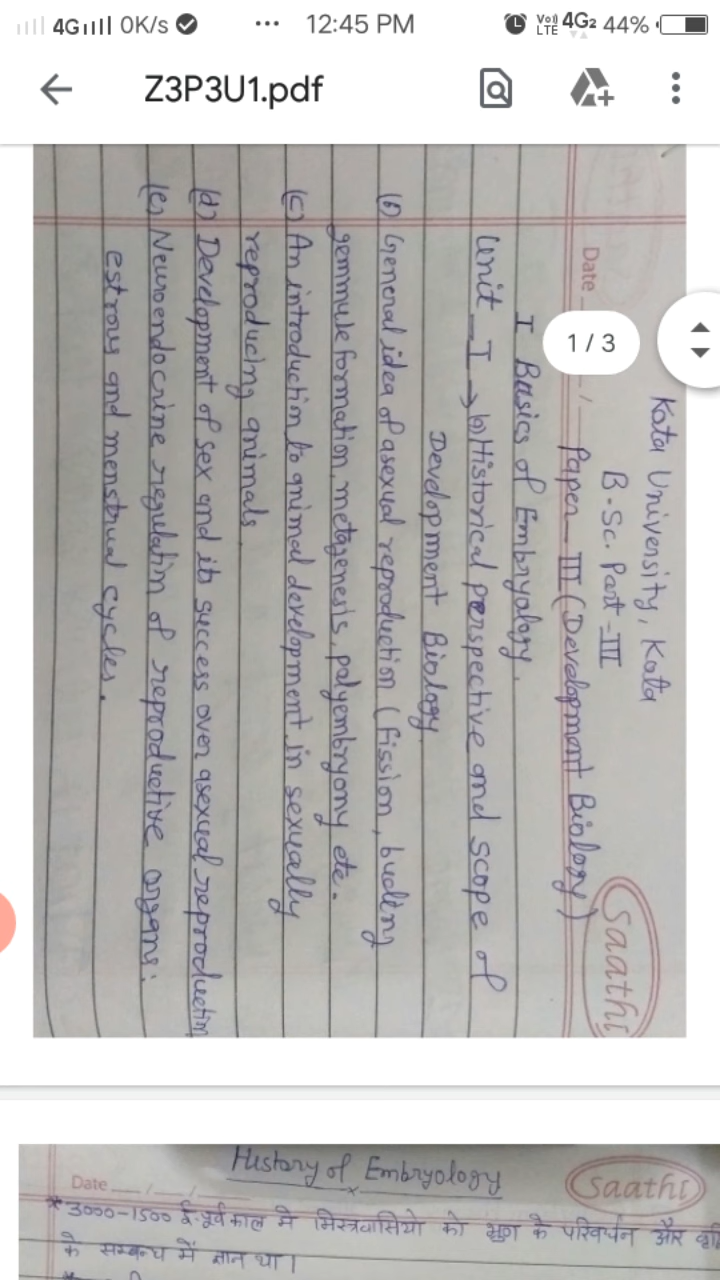 4G 0K/s ... 12:45 PM Vo) LTE 4G2 44%
Z3P3U1.pdf
1 / 3
Kota University, Kota
B.Sc. Part-III
Saathi
Date / Paper-III (Development Biology)
I Basics of Embryology.
Unit I → (a) Historical perspective and scope of
Development Biology.
(b) General idea of asexual reproduction (fission, buding
gemmule formation, metagenesis, polyembryony etc.
(c) An introduction to animal development in sexually
reproducing animals.
(d) Development of sex and its success over asexual reproduction
(e) Neuroendocrine regulation of reproductive organs.
estrous and menstrual cycles.
History of Embryology
Saathi
Date / / 
* 3000-1500 ई. पूर्व काल मे मिस्त्रवासियो को भ्रुण के परिवर्धन और
के सम्बन्ध में ज्ञान था।